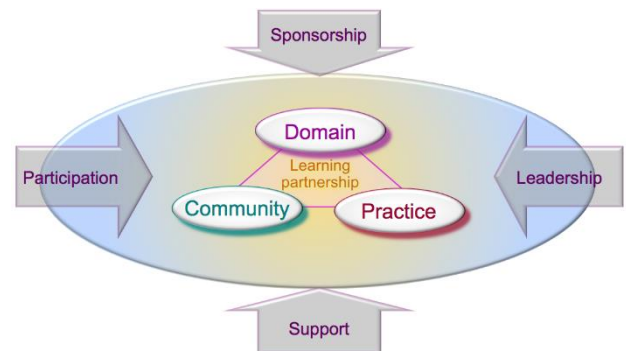 Sponsorship
Domain
Learning
partnership
Participation
Leadership
Community
Practice
Support